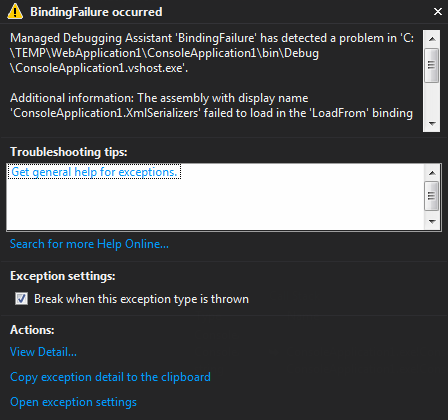 BindingFailure occurred
Managed Debugging Assistant 'BindingFailure' has detected a problem in 'C:
\TEMP\WebApplication1\ConsoleApplication1\bin\Debug
\ConsoleApplication1.vshost.exe'.
Additional information: The assembly with display name
'ConsoleApplication1.XmlSerializers' failed to load in the 'LoadFrom' binding
Troubleshooting tips:
Get general help for exceptions.
Search for more Help Online...
Exception settings:
Break when this exception type is thrown
Actions:
View Detail...
Copy exception detail to the clipboard
Open exception settings